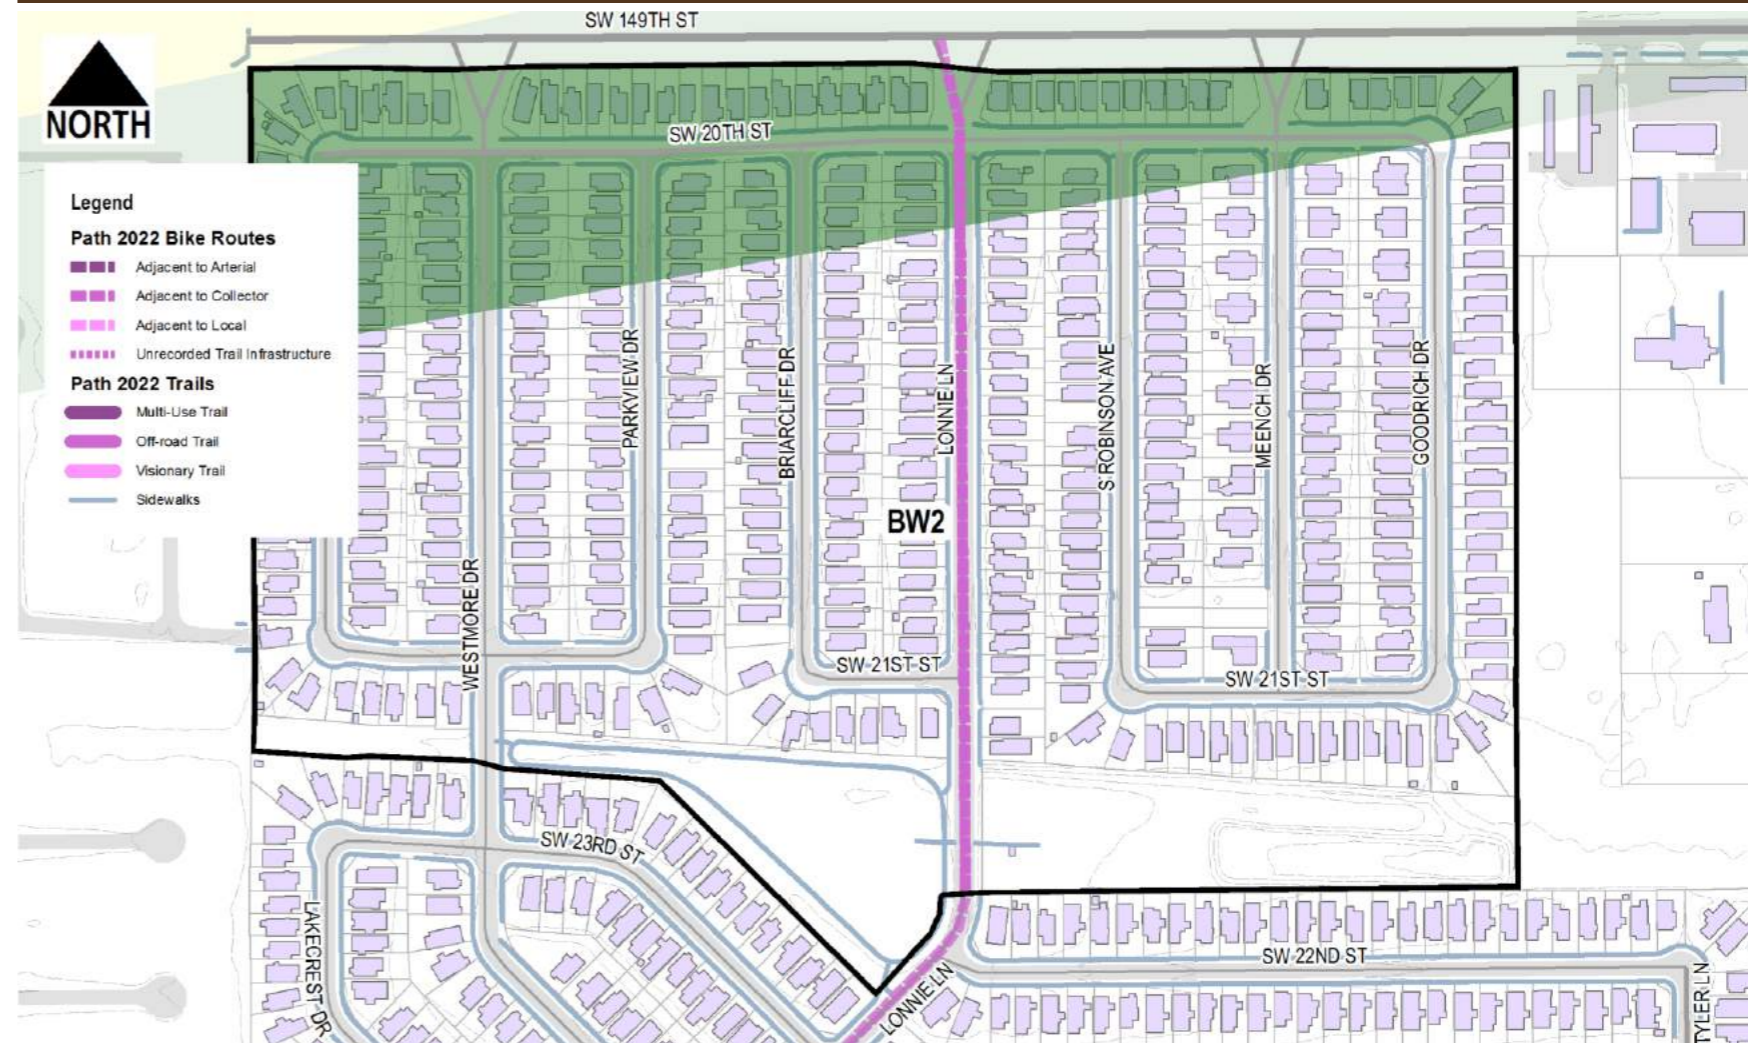 SW 149TH ST
NORTH
SW 20TH ST
Legend
Path 2022 Bike Routes
Adjacent to Arterial
Adjacent to Collector
Adjacent to Local
Unrecorded Trail Infrastructure
Path 2022 Trails
Multi-Use Trail
Off-road Trail
Visionary Trail
Sidewalks
PARKVIEW DR
BRIARCLIFF DR
LONNIE LN
S ROBINSON AVE
MEENCH DR
GOODRICH DR
BW2
WESTMORE DR
SW 21ST ST
SW 21ST ST
SW 23RD ST
LAKECREST DR
LONNIE LN
SW 22ND ST
TYLER LN